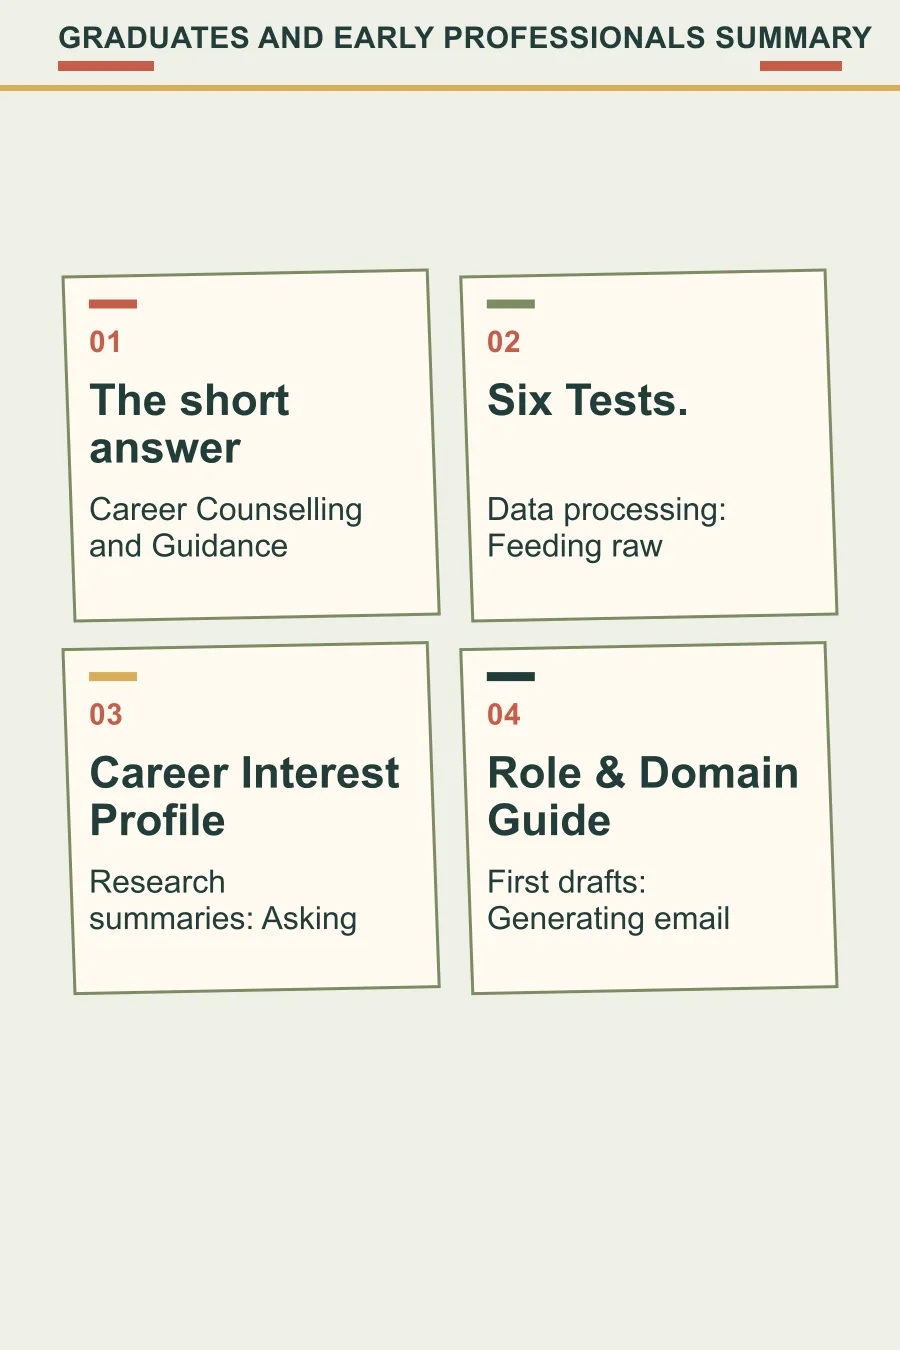 GRADUATES AND EARLY PROFESSIONALS SUMMARY
01
The short
answer
Career Counselling
and Guidance
02
Six Tests.
Data processing:
Feeding raw
03
Career Interest
Profile
Research
summaries: Asking
04
Role & Domain
Guide
First drafts:
Generating email